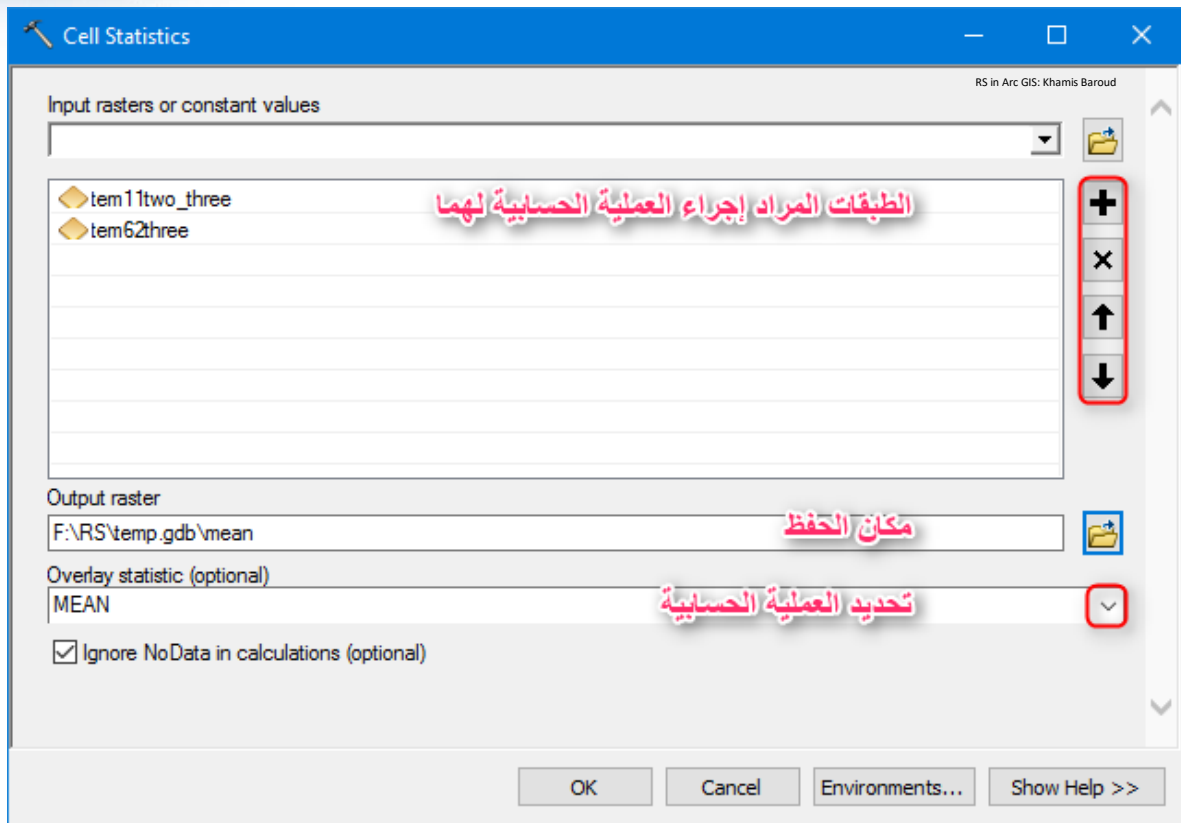 Cell Statistics
RS in Arc GIS: Khamis Baroud
Input rasters or constant values
tem11two_three
الطبقات المراد إجراء العملية الحسابية لهما
tem62three
Output raster
F:\RS\temp.gdb\mean
مكان الحفظ
Overlay statistic (optional)
MEAN
تحديد العملية الحسابية
Ignore NoData in calculations (optional)
OK
Cancel
Environments...
Show Help >>